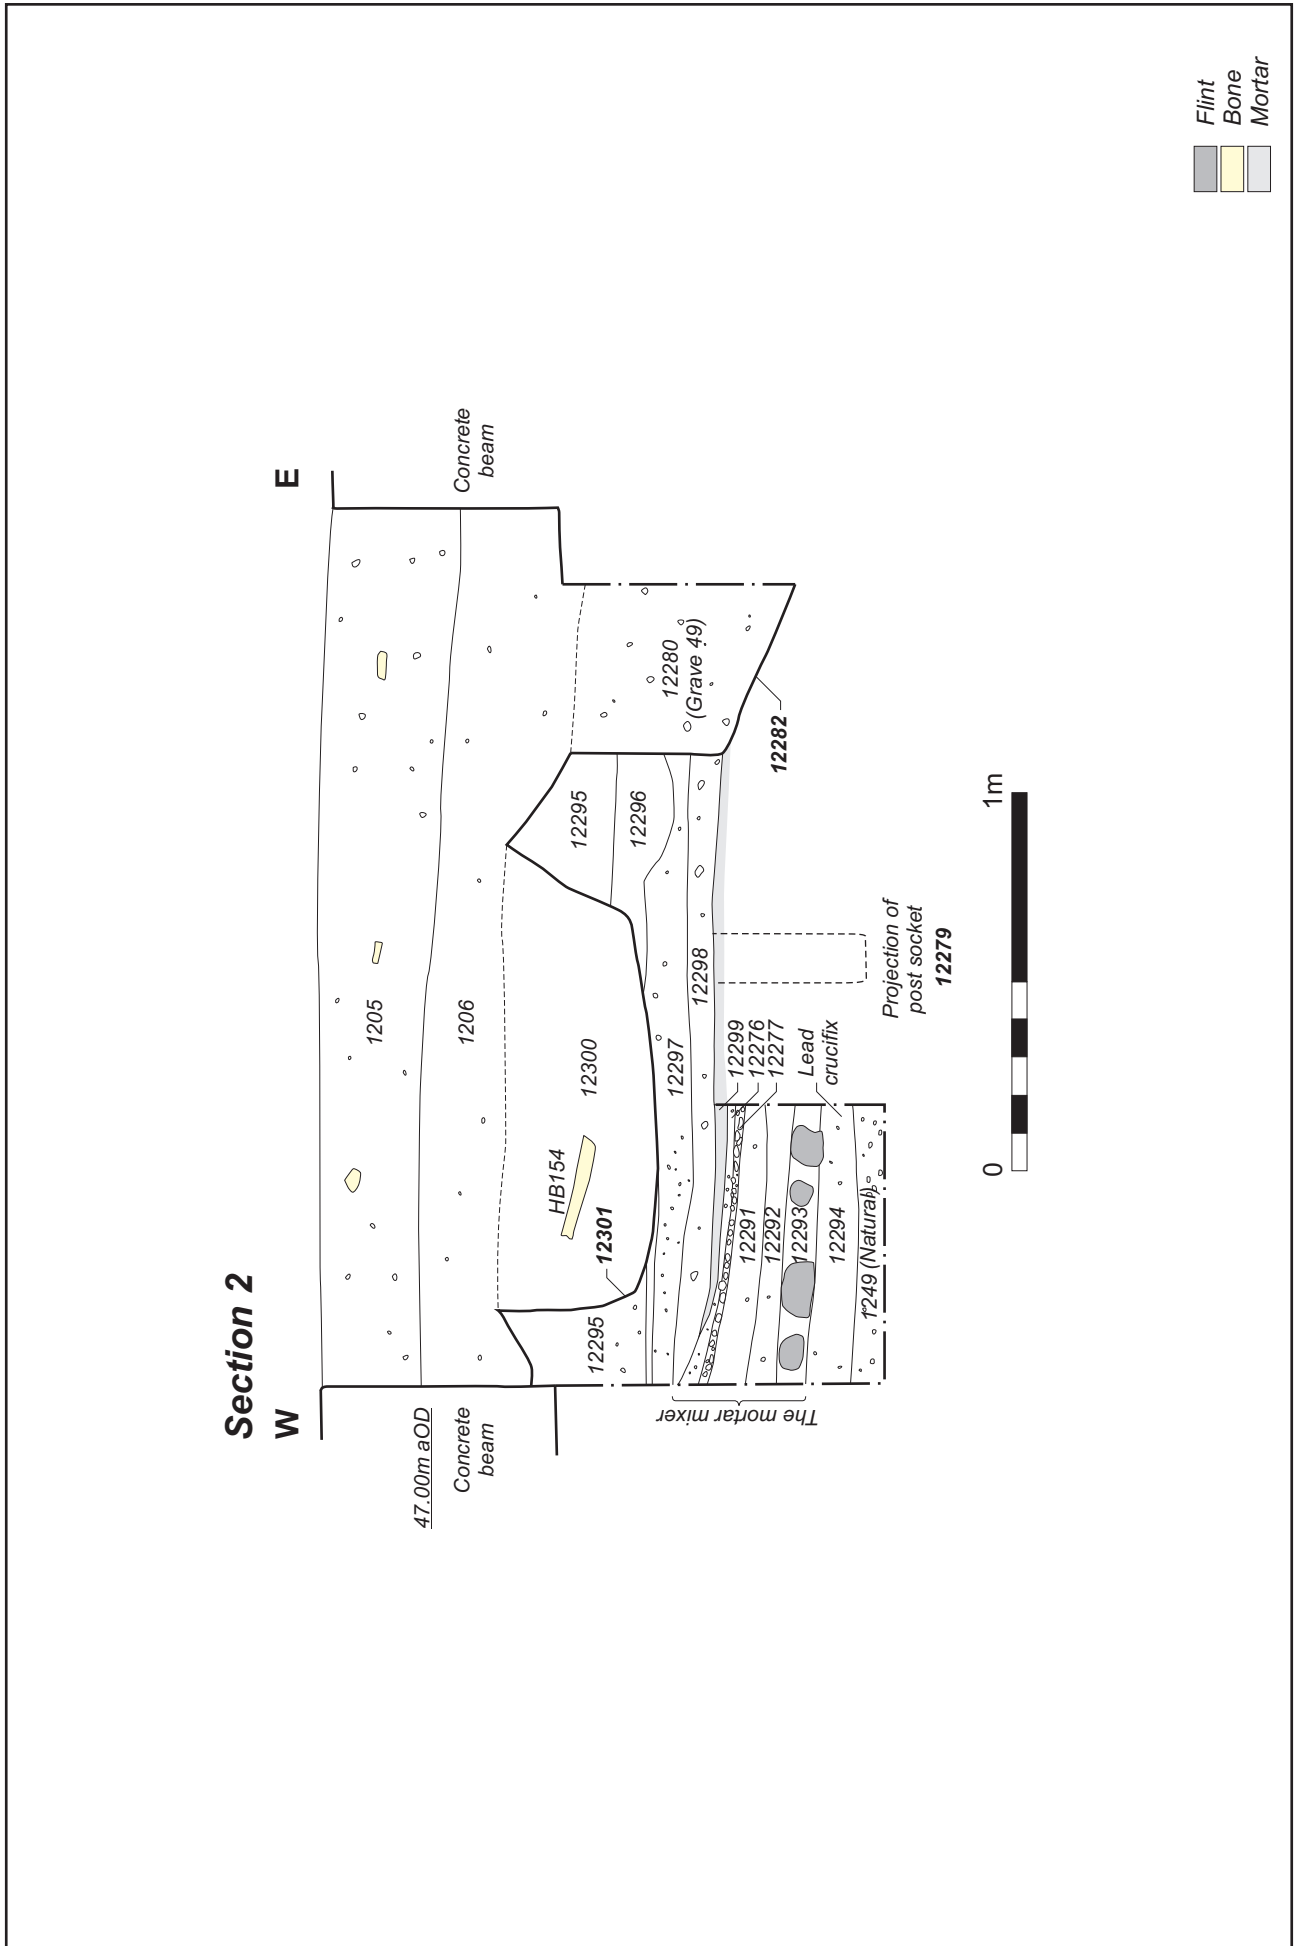 Section 2
W
E
47.00m aOD
Concrete
beam
Concrete
beam
1205
1206
12300
HB154
12301
12295
12295
12296
12280
(Grave 49)
12282
12297
12298
12299
12276
12277
Lead
crucifix
12291
12292
12293
12294
1249 (Natural)
The mortar mixer
Projection of
post socket
12279
0
1m
Flint
Bone
Mortar